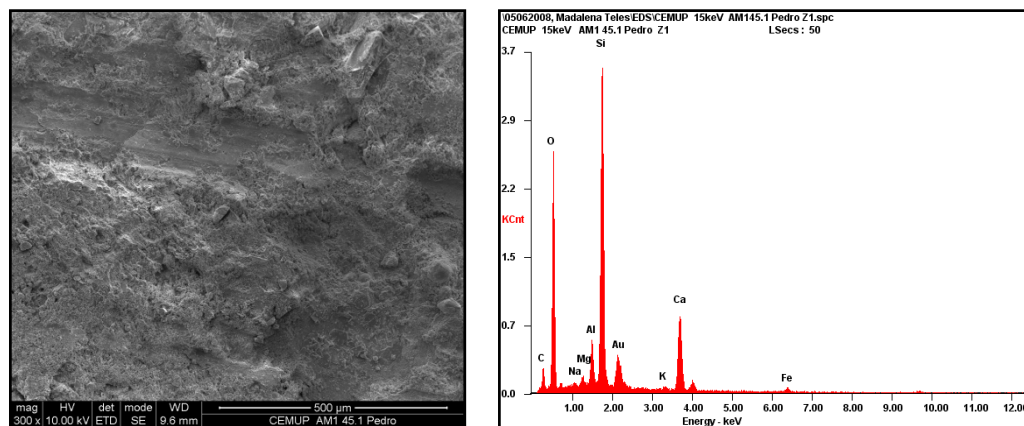 mag HV det mode WD 500 µm
300 x 10.00 kV ETD SE 9.6 mm CEMUP AM1 45.1 Pedro
\05062008, Madalena Teles\EDS\CEMUP 15keV AM145.1 Pedro Z1.spc
CEMUP 15keV AM1 45.1 Pedro Z1 LSecs : 50
3.7
2.9
2.2
KCnt
1.5
0.7
0.0
Si
O
Ca
Al
Au
C
Mg
Na
K
Fe
1.00 2.00 3.00 4.00 5.00 6.00 7.00 8.00 9.00 10.00 11.00 12.00
Energy - keV